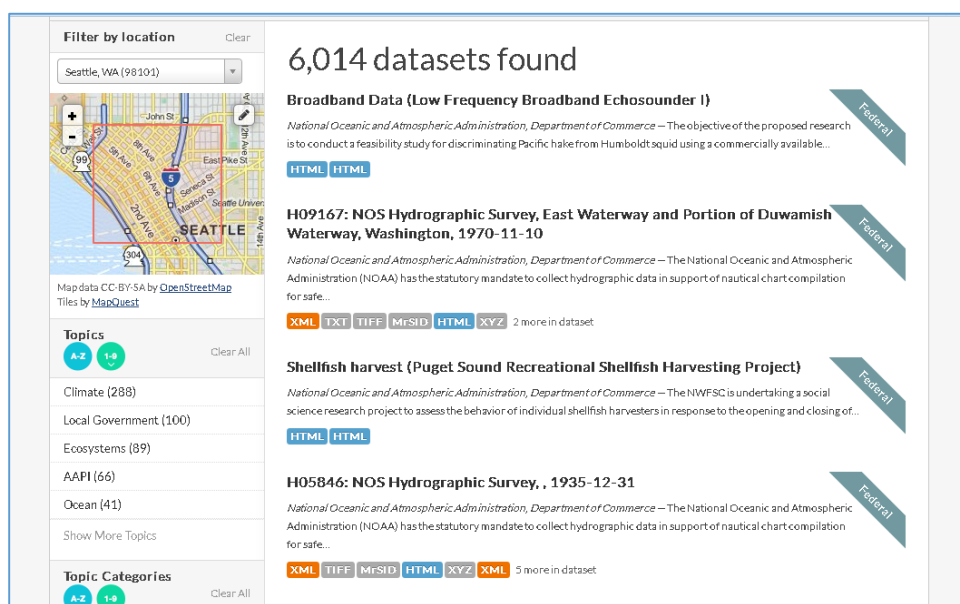 Filter by location
Clear
Seattle, WA (98101)
+
-
John St
99
5th Ave
8th Ave
6th Ave
2nd Ave
East Pike St
12th Ave
5
Seneca St
Madison St
Seattle Univer
SEATTLE
14th Av
304
Map data CC-BY-SA by OpenStreetMap
Tiles by MapQuest
Topics
A-Z
1-9
Clear All
Climate (288)
Local Government (100)
Ecosystems (89)
AAPI (66)
Ocean (41)
Show More Topics
Topic Categories
A-Z
1-9
Clear All
6,014 datasets found
Broadband Data (Low Frequency Broadband Echosounder I)
Federal
National Oceanic and Atmospheric Administration, Department of Commerce — The objective of the proposed research
is to conduct a feasibility study for discriminating Pacific hake from Humboldt squid using a commercially available...
HTML HTML
H09167: NOS Hydrographic Survey, East Waterway and Portion of Duwamish
Waterway, Washington, 1970-11-10
Federal
National Oceanic and Atmospheric Administration, Department of Commerce — The National Oceanic and Atmospheric
Administration (NOAA) has the statutory mandate to collect hydrographic data in support of nautical chart compilation
for safe...
XML TXT TIFF MrSID HTML XYZ 2 more in dataset
Shellfish harvest (Puget Sound Recreational Shellfish Harvesting Project)
Federal
National Oceanic and Atmospheric Administration, Department of Commerce — The NWFSC is undertaking a social
science research project to assess the behavior of individual shellfish harvesters in response to the opening and closing of...
HTML HTML
H05846: NOS Hydrographic Survey, , 1935-12-31
Federal
National Oceanic and Atmospheric Administration, Department of Commerce — The National Oceanic and Atmospheric
Administration (NOAA) has the statutory mandate to collect hydrographic data in support of nautical chart compilation
for safe...
XML TIFF MrSID HTML XYZ XML 5 more in dataset